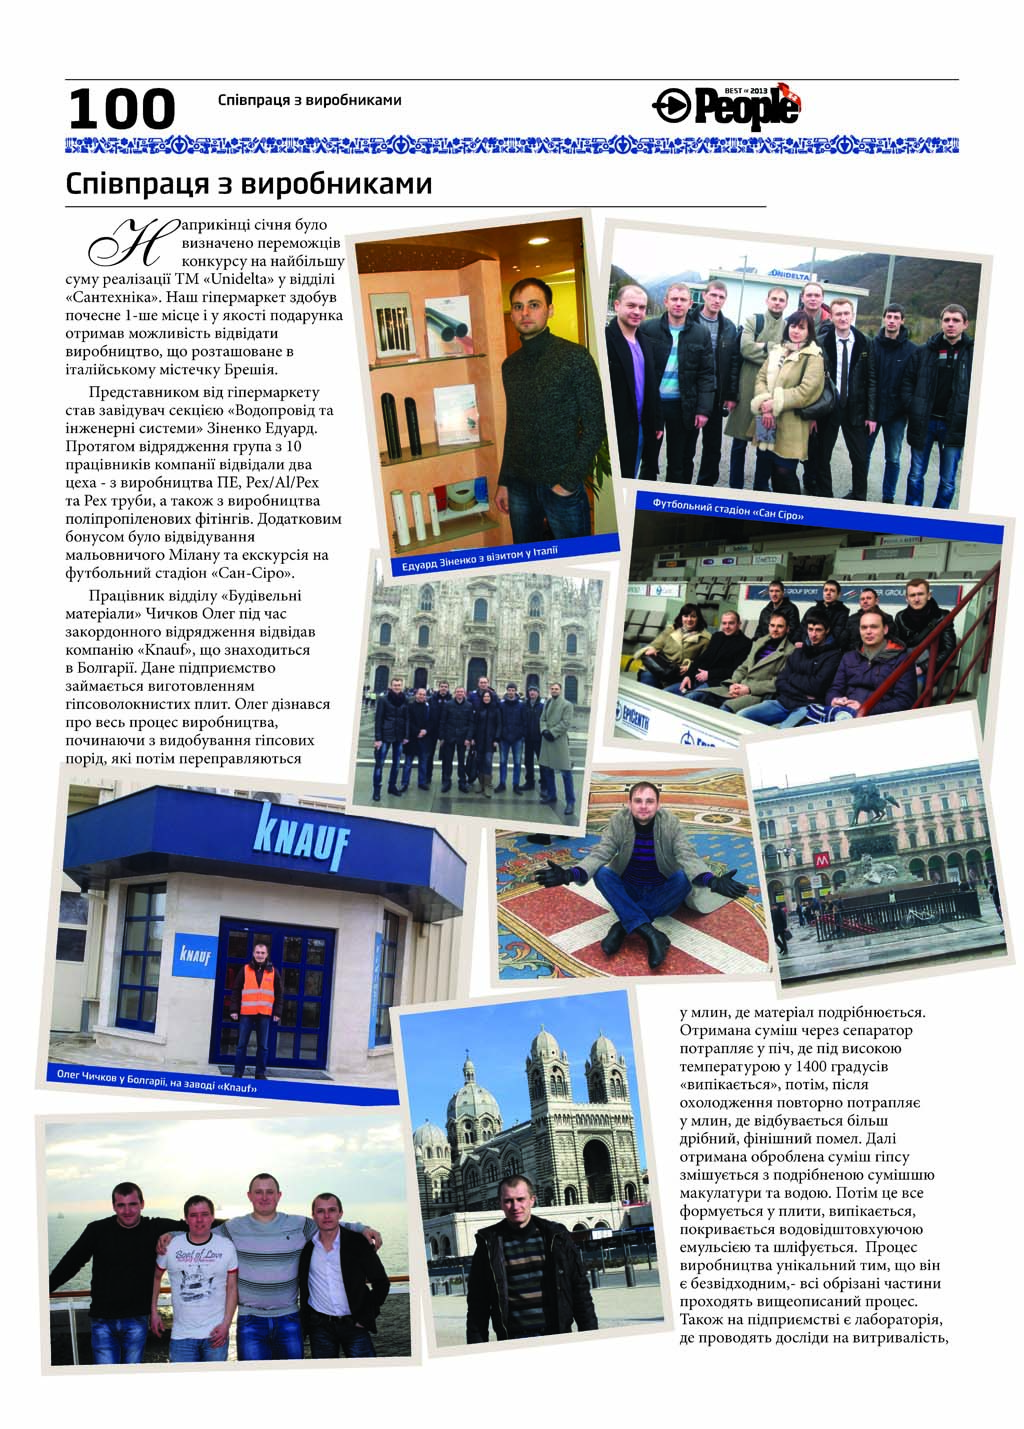 100
Співпраця з виробниками
BEST OF 2013
People
Співпраця з виробниками
Наприкінці січня було
визначено переможців
конкурсу на найбільшу
суму реалізації ТМ «Unidelta» у відділі
«Сантехніка». Наш гіпермаркет здобув
почесне 1-ше місце і у якості подарунка
отримав можливість відвідати
виробництво, що розташоване в
італійському містечку Брешія.
Представником від гіпермаркету
став завідувач секцією «Водопровід та
інженерні системи» Зіненко Едуард.
Протягом відрядження група з 10
працівників компанії відвідали два
цеха - з виробництва ПЕ, Pex/Al/Pex
та Pex труби, а також з виробництва
поліпропіленових фітінгів. Додатковим
бонусом було відвідування
мальовничого Мілану та екскурсія на
футбольний стадіон «Сан-Сіро».
Працівник відділу «Будівельні
матеріали» Чичков Олег під час
закордонного відрядження відвідав
компанію «Knauf», що знаходиться
в Болгарії. Дане підприємство
займається виготовленням
гіпсоволокнистих плит. Олег дізнався
про весь процес виробництва,
починаючи з видобування гіпсових
порід, які потім переправляються
UNIDELTA
Едуард Зіненко з візитом у Італії
Футбольний стадіон «Сан Сіро»
GROUP SPORT
EPICENTR
M
KNAUF
KNAUF
Олег Чичков у Болгарії, на заводі «Knauf»
у млин, де матеріал подрібнюється.
Отримана суміш через сепаратор
потрапляє у піч, де під високою
температурою у 1400 градусів
«випікається», потім, після
охолодження повторно потрапляє
у млин, де відбувається більш
дрібний, фінішний помел. Далі
отримана оброблена суміш гіпсу
змішується з подрібненою сумішшю
макулатури та водою. Потім це все
формується у плити, випікається,
покривається водовідштовхуючою
емульсією та шліфується. Процес
виробництва унікальний тим, що він
є безвідходним,- всі обрізані частини
проходять вищеописаний процес.
Також на підприємстві є лабораторія,
де проводять досліди на витривалість,